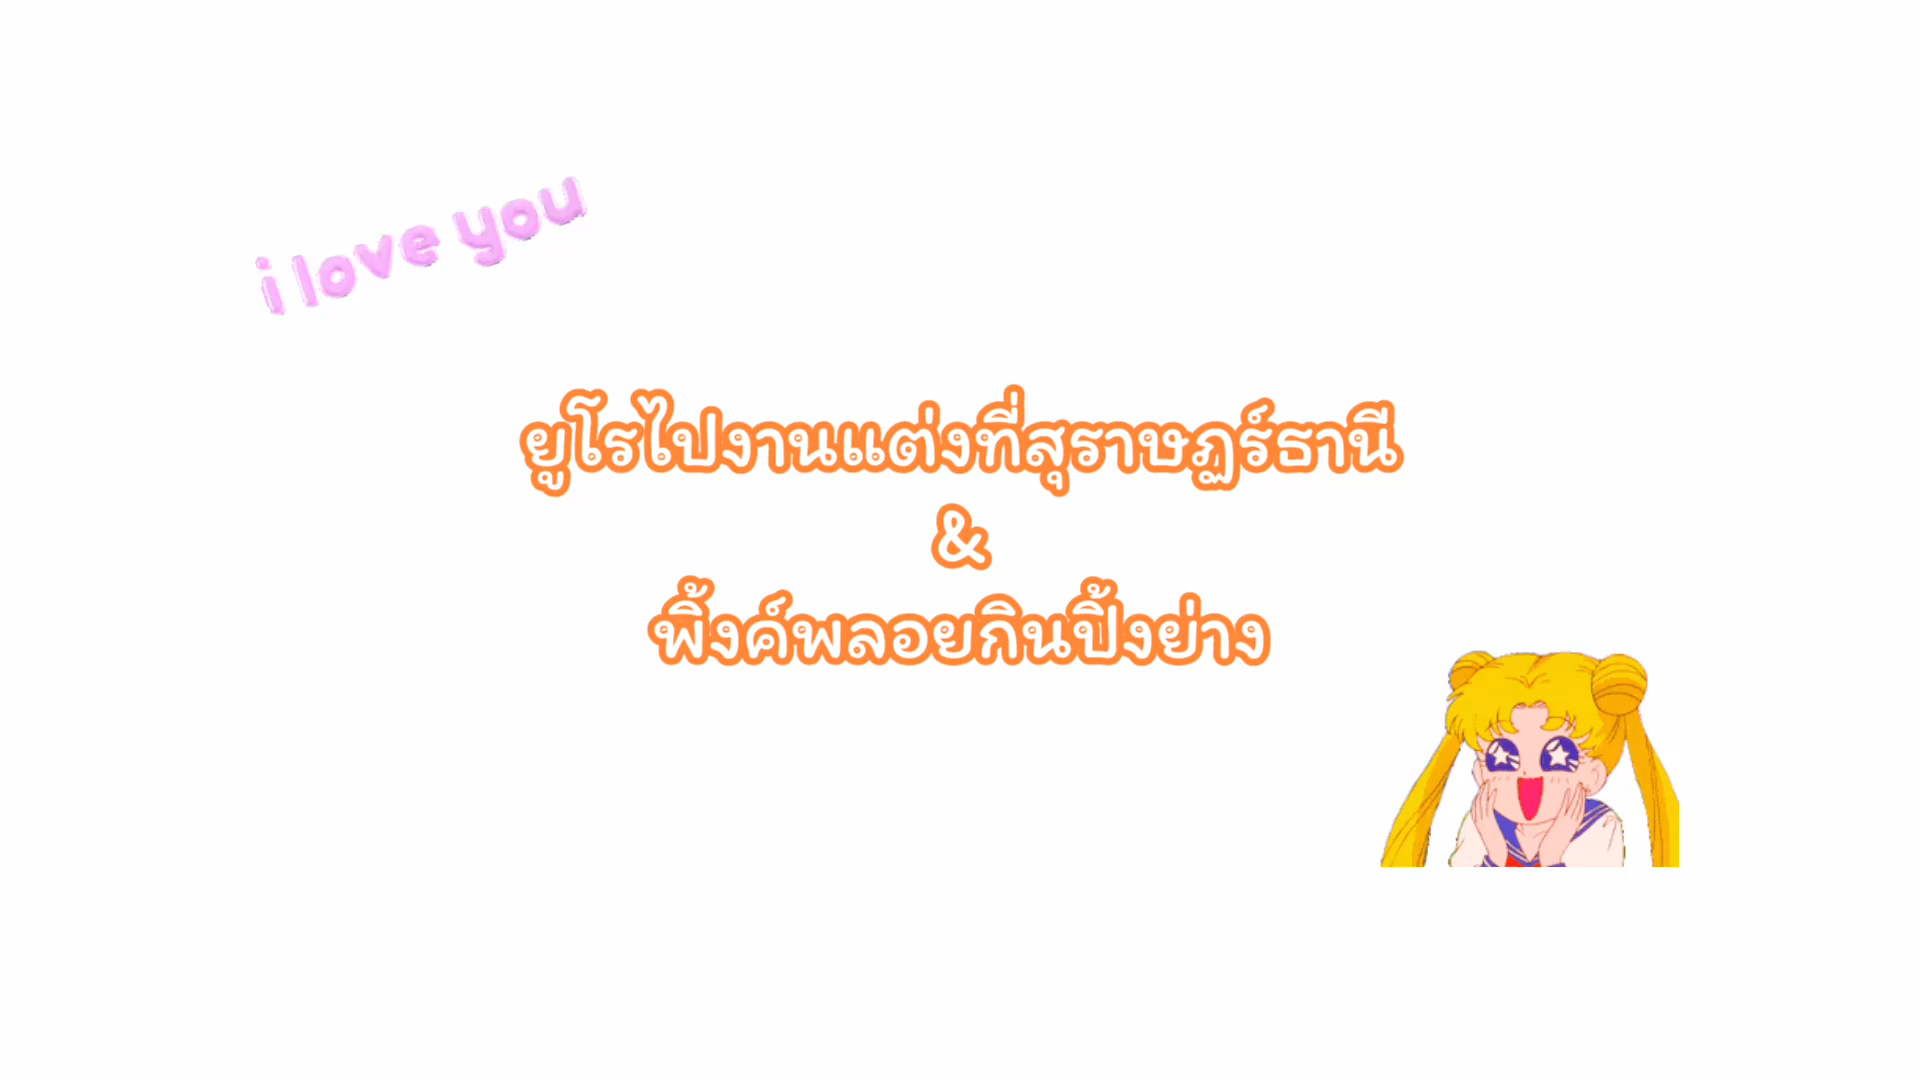 i love you
ยูโรไปงานแต่งที่สุราษฏร์ธานี
&
พิ้งค์พลอยกินปิ้งย่าง